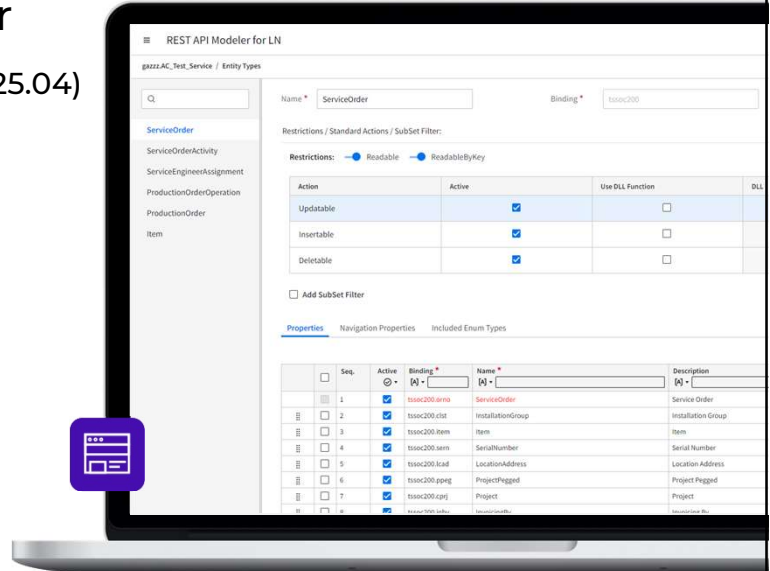 r
25.04)
≡ REST API Modeler for LN
gazzz.AC_Test_Service / Entity Types
Name * ServiceOrder Binding * tssoc200
ServiceOrder
ServiceOrderActivity
ServiceEngineerAssignment
ProductionOrderOperation
ProductionOrder
Item
Restrictions / Standard Actions / SubSet Filter:
Restrictions: Readable ReadableByKey
Action Active Use DLL Function DLL
Updatable
Insertable
Deletable
Add SubSet Filter
Properties Navigation Properties Included Enum Types
Seq. Active Binding * Name * Description
[A] [A] [A]
1 tssoc200.orno ServiceOrder Service Order
2 tssoc200.clst InstallationGroup Installation Group
3 tssoc200.item Item Item
4 tssoc200.sern SerialNumber Serial Number
5 tssoc200.lcad LocationAddress Location Address
6 tssoc200.ppeg ProjectPegged Project Pegged
7 tssoc200.cprj Project Project
8 InvoicingBy Invoicing By